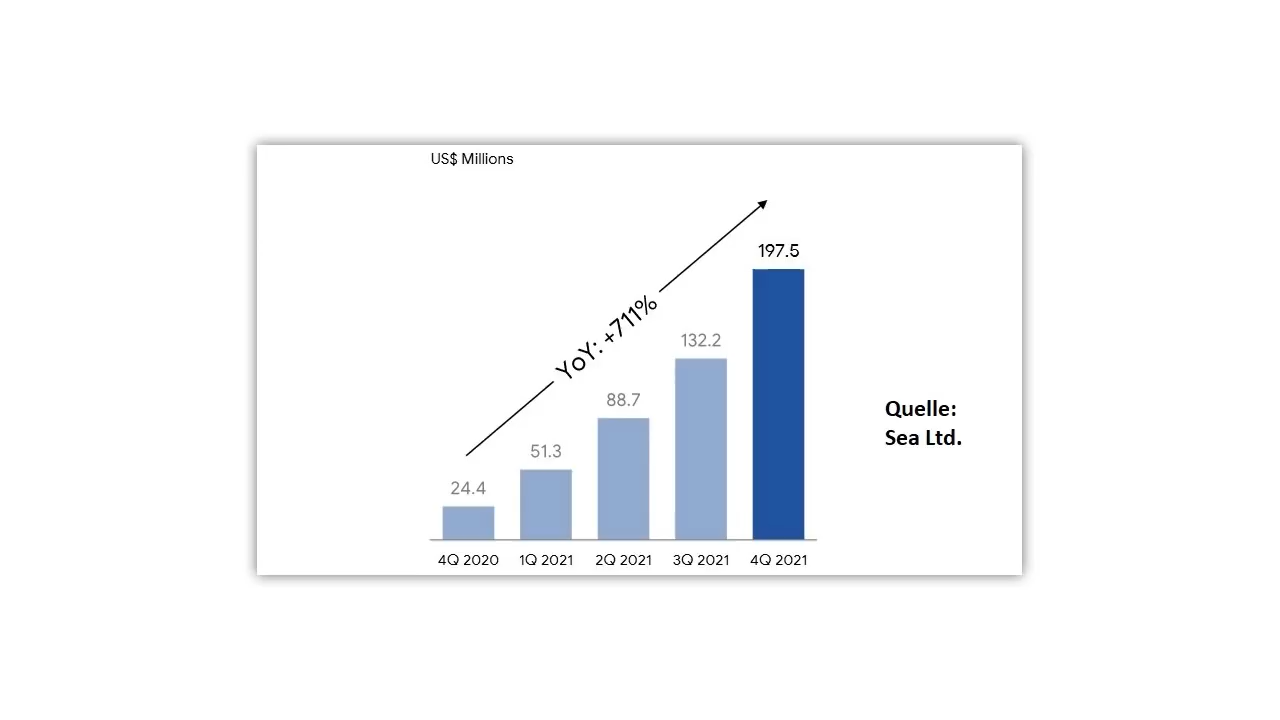 US$ Millions
197.5
YoY: +711%
132.2
88.7
51.3
24.4
Quelle:
Sea Ltd.
4Q 2020 1Q 2021 2Q 2021 3Q 2021 4Q 2021